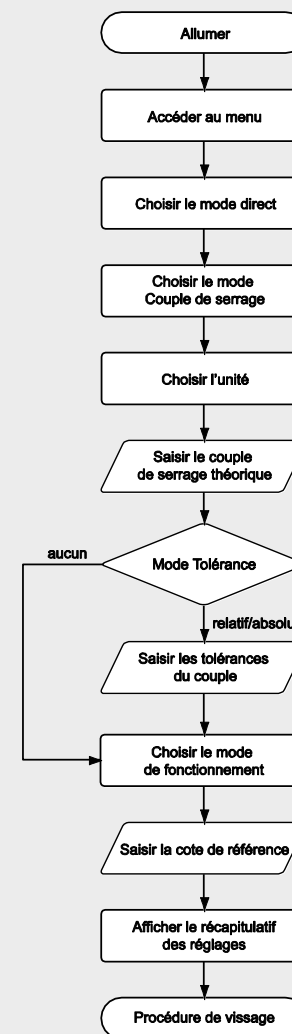 Allumer
Accéder au menu
Choisir le mode direct
Choisir le mode
Couple de serrage
Choisir l'unité
Saisir le couple
de serrage théorique
aucun
Mode Tolérance
relatif/absolu
Saisir les tolérances
du couple
Choisir le mode
de fonctionnement
Saisir la cote de référence
Afficher le récapitulatif
des réglages
Procédure de vissage